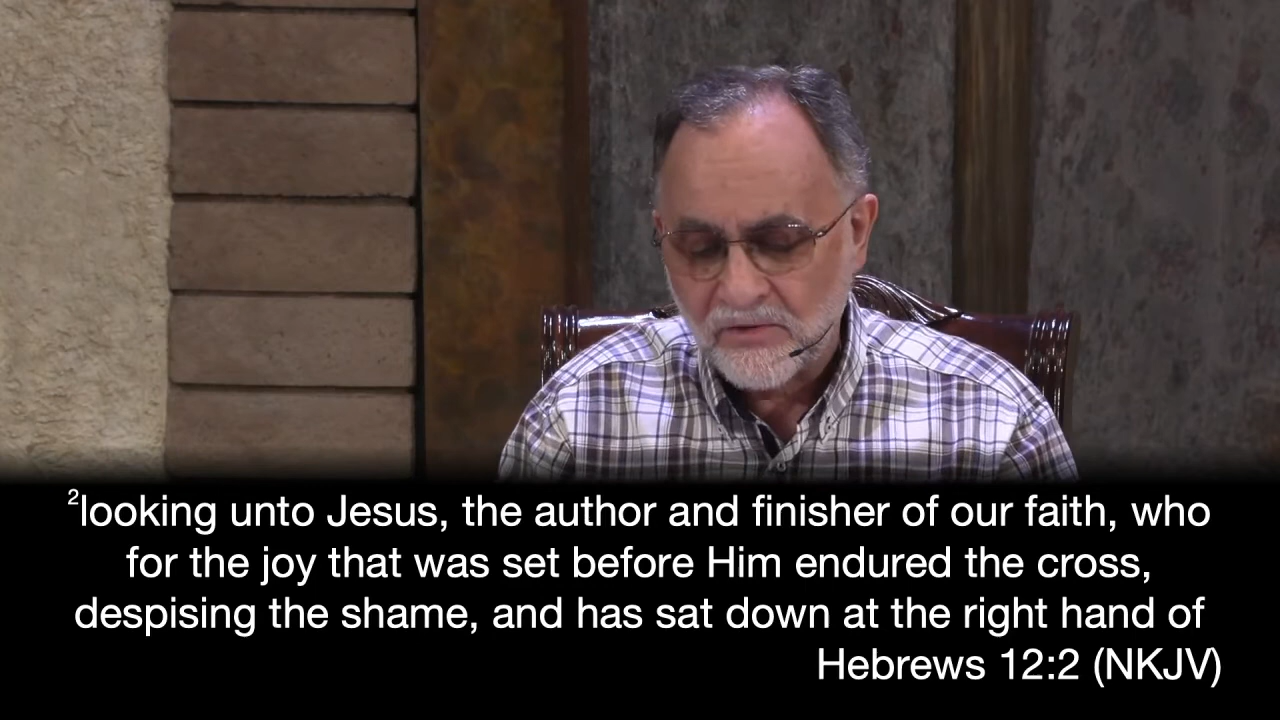 ²looking unto Jesus, the author and finisher of our faith, who
for the joy that was set before Him endured the cross,
despising the shame, and has sat down at the right hand of
Hebrews 12:2 (NKJV)